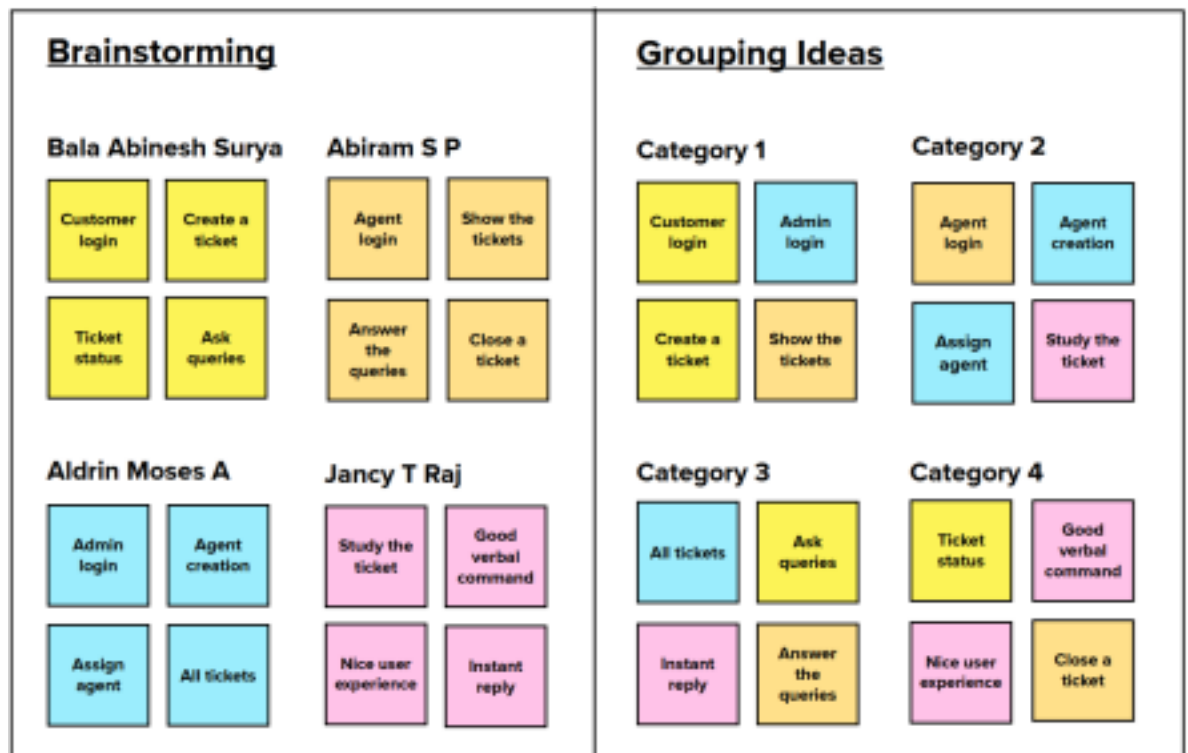 Brainstorming
Bala Abinesh Surya
Customer
login
Create a
ticket
Ticket
status
Ask
queries
Abiram S P
Agent
login
Show the
tickets
Answer
the
queries
Close a
ticket
Aldrin Moses A
Admin
login
Agent
creation
Assign
agent
All tickets
Jancy T Raj
Study the
ticket
Good
verbal
command
Nice user
experience
Instant
reply
Grouping Ideas
Category 1
Customer
login
Admin
login
Create a
ticket
Show the
tickets
Category 2
Agent
login
Agent
creation
Assign
agent
Study the
ticket
Category 3
All tickets
Ask
queries
Instant
reply
Answer
the
queries
Category 4
Ticket
status
Good
verbal
command
Nice user
experience
Close a
ticket